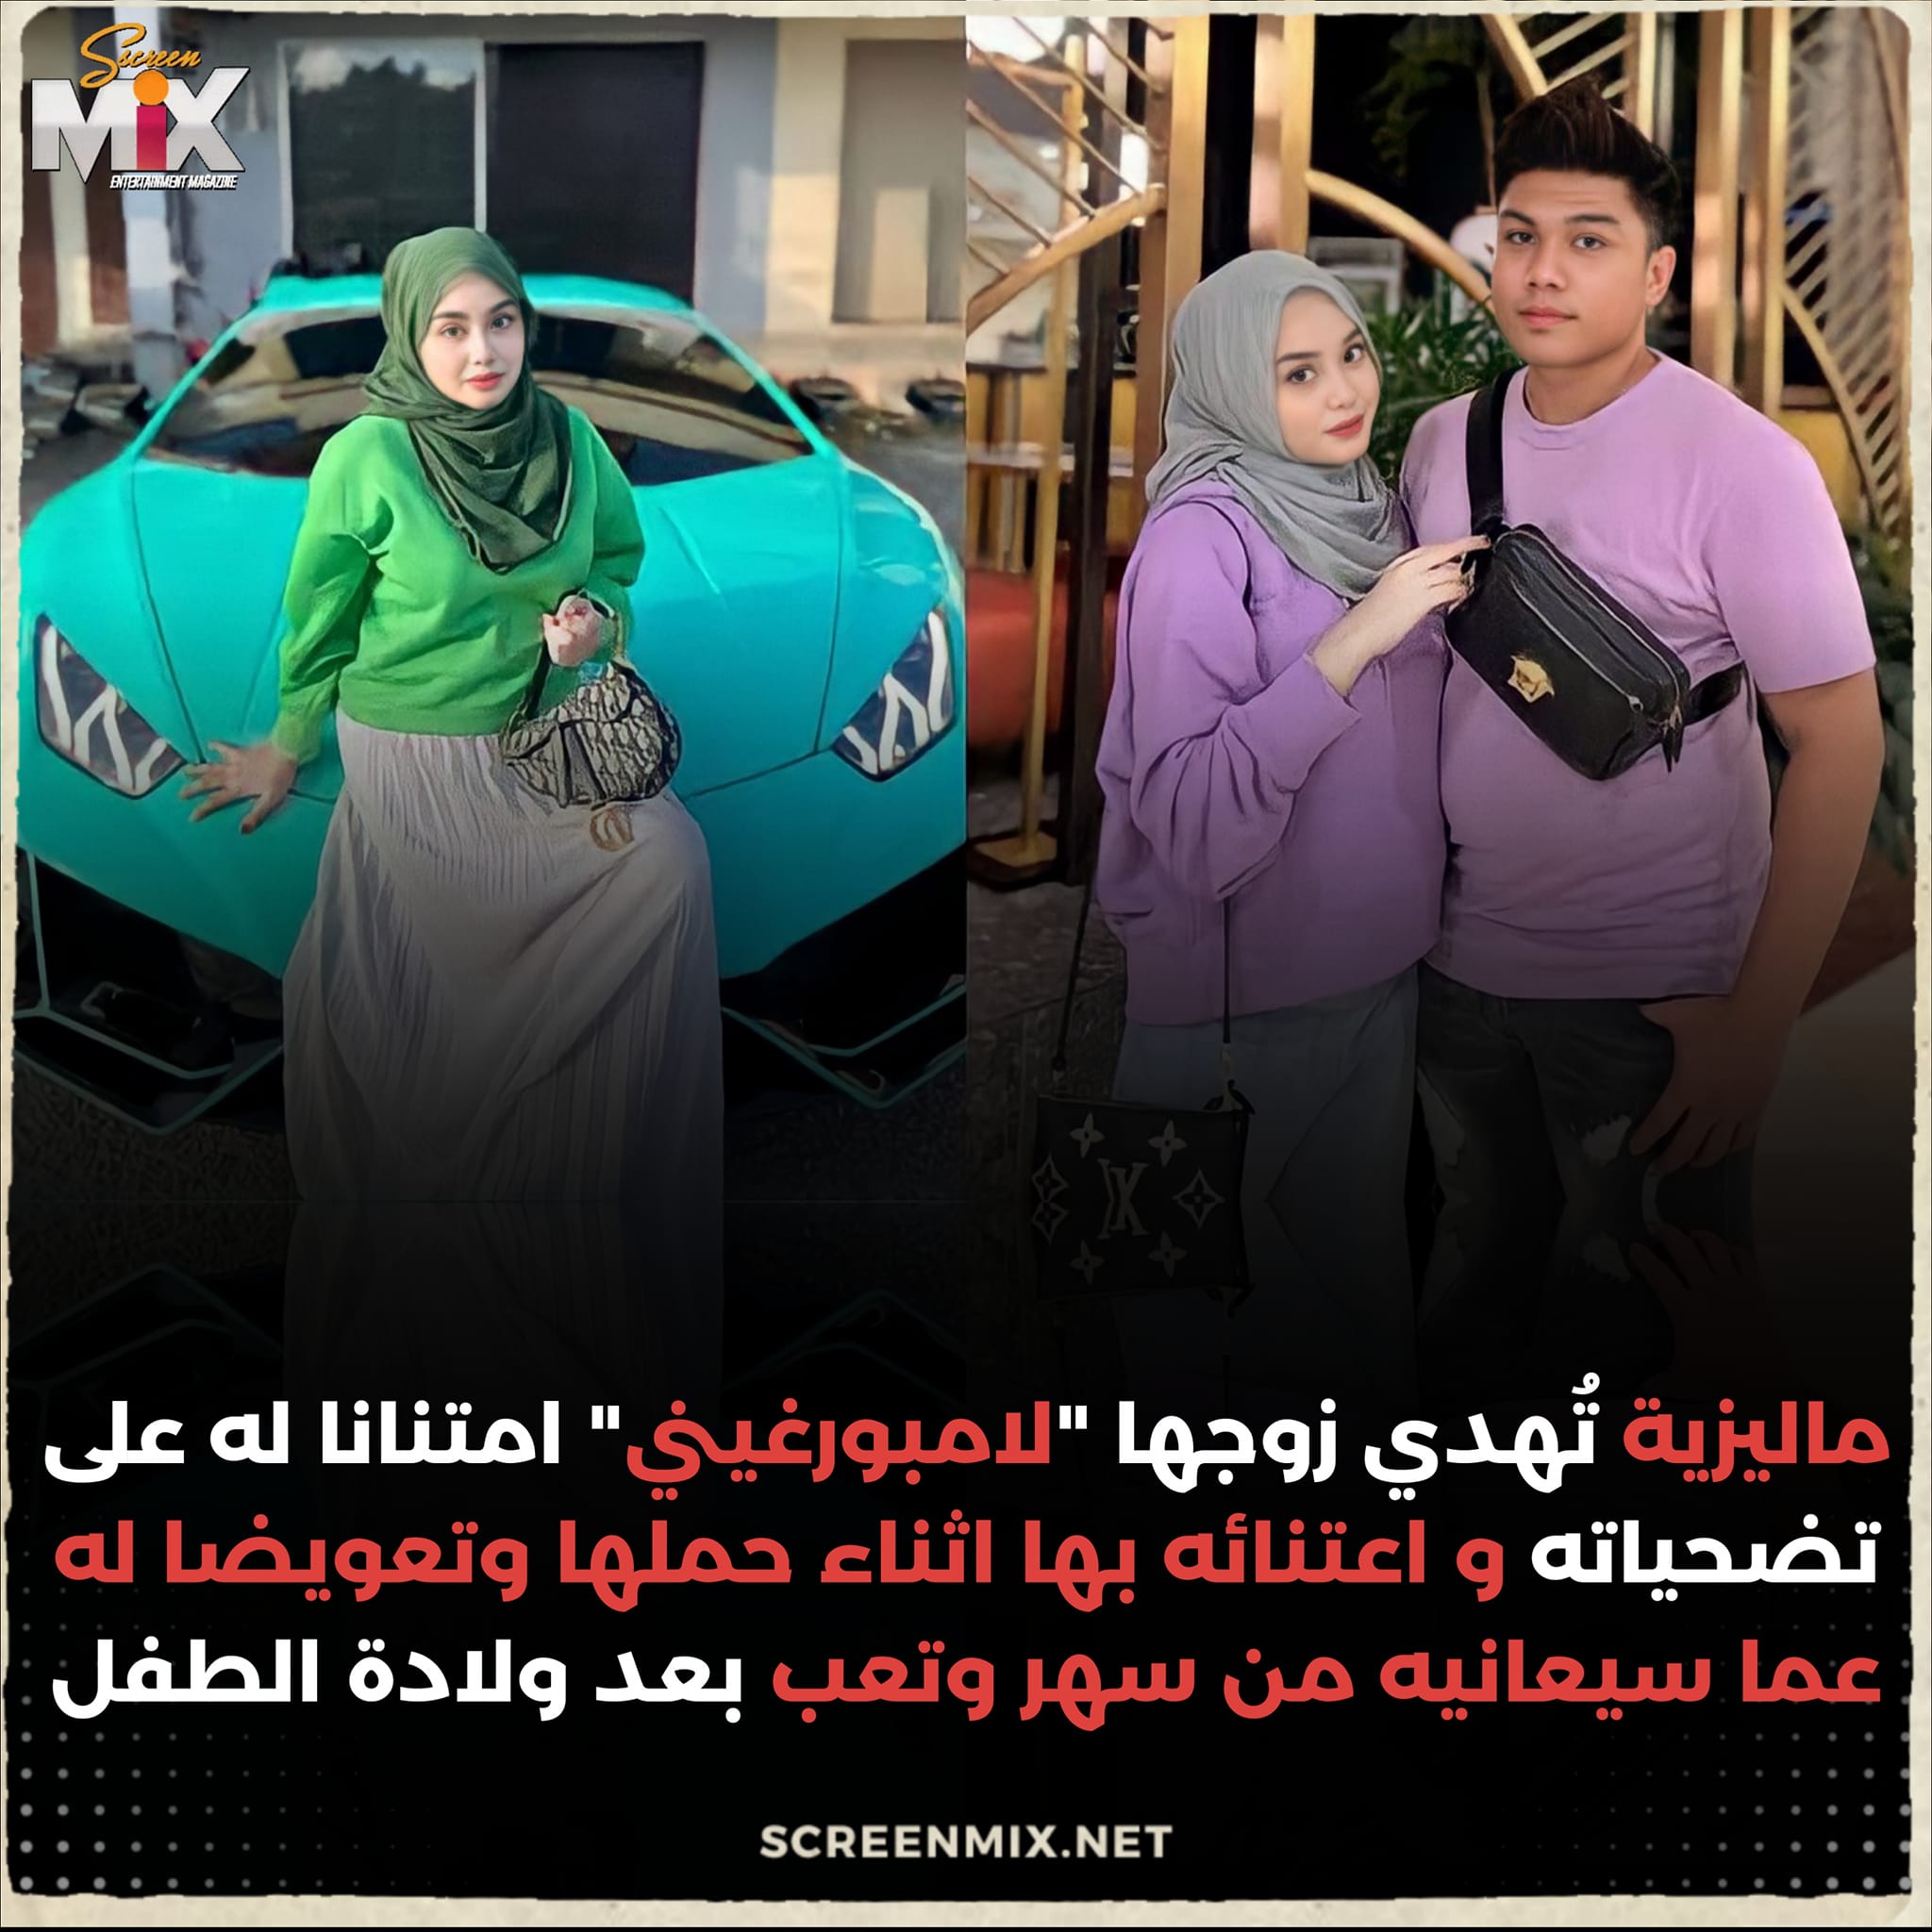 Sscreen
MiX
ENTERTAINMENT MAGAZINE
ماليزية تُهدي زوجها "لامبورغيني" امتنانا له على
تضحياته و اعتنائه بها اثناء حملها وتعويضا له
عما سيعانيه من سهر وتعب بعد ولادة الطفل
SCREENMIX.NET